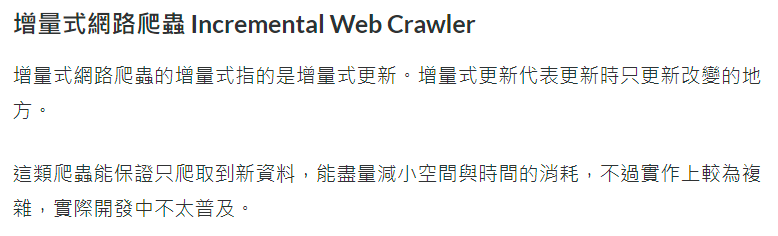 增量式網路爬蟲 Incremental Web Crawler
增量式網路爬蟲的增量式指的是增量式更新。增量式更新代表更新時只更新改變的地
方。
這類爬蟲能保證只爬取到新資料，能盡量減小空間與時間的消耗，不過實作上較為複
雜，實際開發中不太普及。